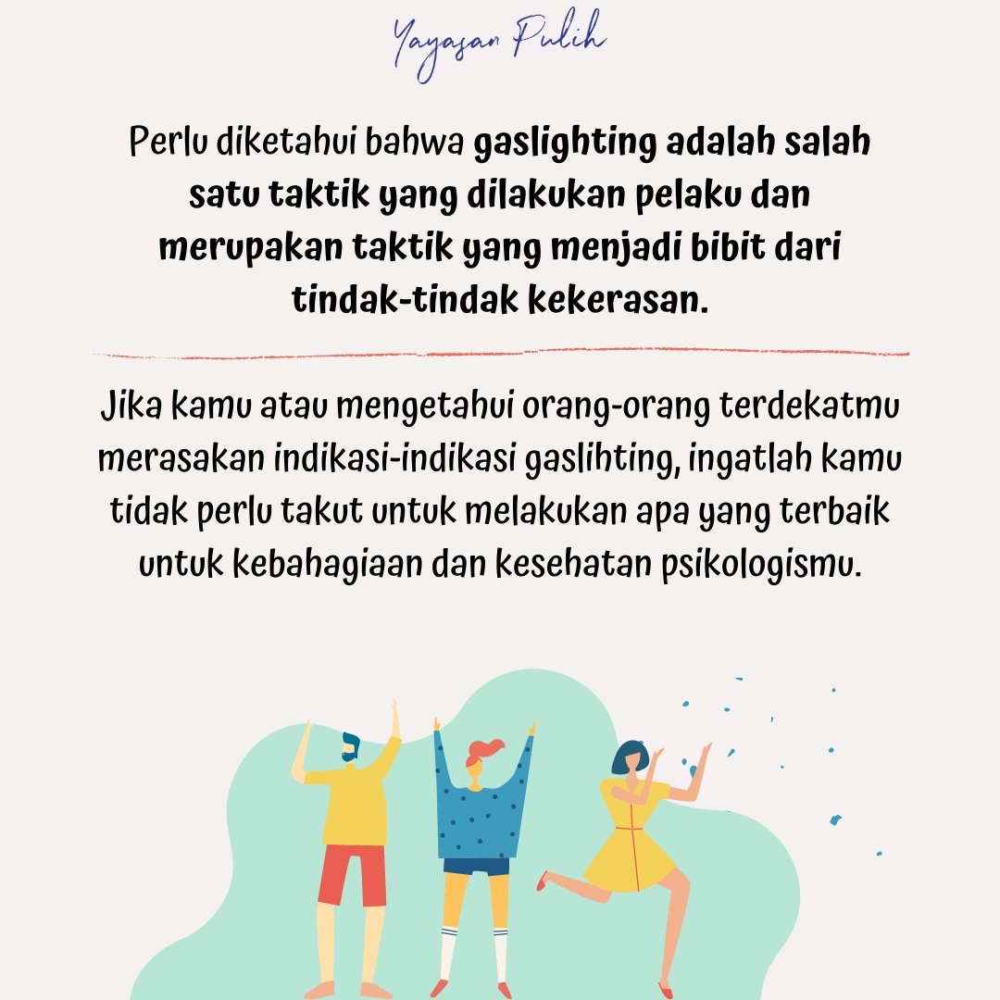 Yayasan Pulih
Perlu diketahui bahwa gaslighting adalah salah
satu taktik yang dilakukan pelaku dan
merupakan taktik yang menjadi bibit dari
tindak-tindak kekerasan.
Jika kamu atau mengetahui orang-orang terdekatmu
merasakan indikasi-indikasi gaslihting, ingatlah kamu
tidak perlu takut untuk melakukan apa yang terbaik
untuk kebahagiaan dan kesehatan psikologismu.